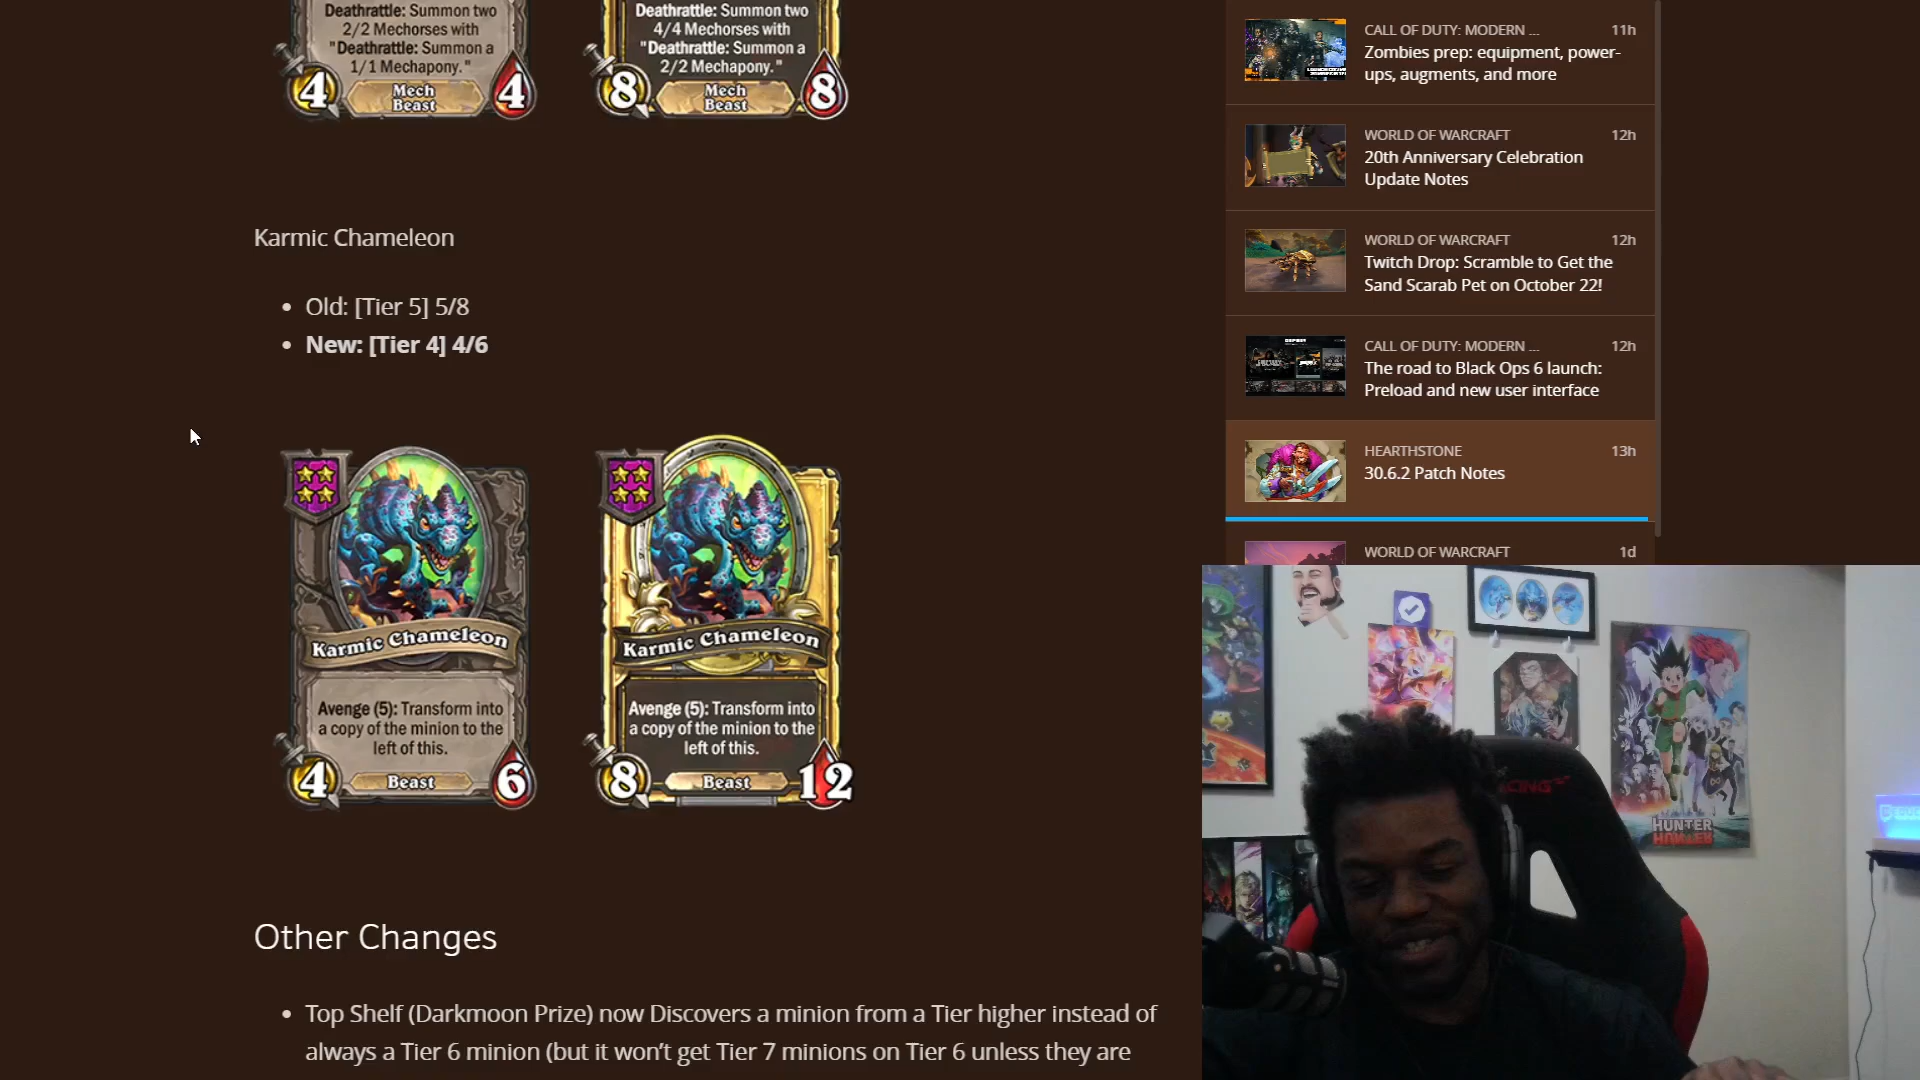 Deathrattle: Summon two
2/2 Mechorses with
"Deathrattle: Summon a
1/1 Mechapony."
4
Mech
Beast
4
Deathrattle: Summon two
4/4 Mechorses with
"Deathrattle: Summon a
2/2 Mechapony."
8
Mech
Beast
8
Karmic Chameleon
• Old: [Tier 5] 5/8
• New: [Tier 4] 4/6
Karmic Chameleon
Avenge (5): Transform into
a copy of the minion to the
left of this.
4
Beast
6
Karmic Chameleon
Avenge (5): Transform into
a copy of the minion to the
left of this.
8
Beast
12
Other Changes
• Top Shelf (Darkmoon Prize) now Discovers a minion from a Tier higher instead of
always a Tier 6 minion (but it won’t get Tier 7 minions on Tier 6 unless they are
CALL OF DUTY: MODERN ...
11h
Zombies prep: equipment, power-
ups, augments, and more
WORLD OF WARCRAFT
12h
20th Anniversary Celebration
Update Notes
WORLD OF WARCRAFT
12h
Twitch Drop: Scramble to Get the
Sand Scarab Pet on October 22!
CALL OF DUTY: MODERN ...
12h
The road to Black Ops 6 launch:
Preload and new user interface
HEARTHSTONE
13h
30.6.2 Patch Notes
WORLD OF WARCRAFT
1d
HUNTER
HUNTER